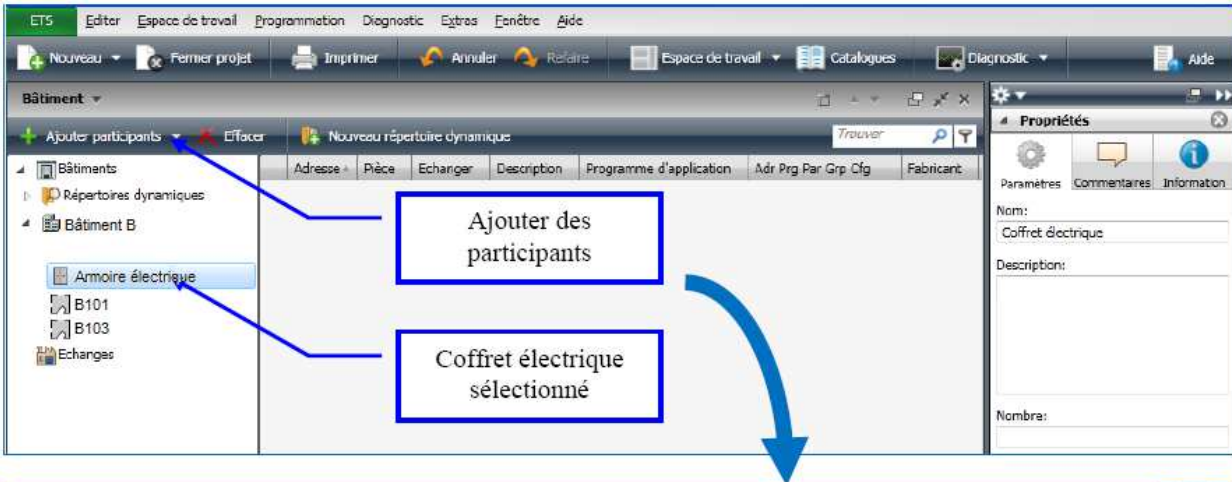 ETS Editer Espace de travail Programmation Diagnostic Extras Fenêtre Aide
Nouveau Fermer projet Imprimer Annuler Refaire Espace de travail Catalogues Diagnostic Aide
Bâtiment
Ajouter participants Effacer Nouveau répertoire dynamique Trouver
Bâtiments
Répertoires dynamiques
Bâtiment B
Armoire électrique
B101
B103
Echanges
Adresse Pièce Echanger Description Programme d'application Adr Prg Par Grp Cfg Fabricant
Ajouter des
participants
Coffret électrique
sélectionné
Propriétés
Paramètres Commentaires Information
Nom:
Coffret électrique
Description:
Nombre: